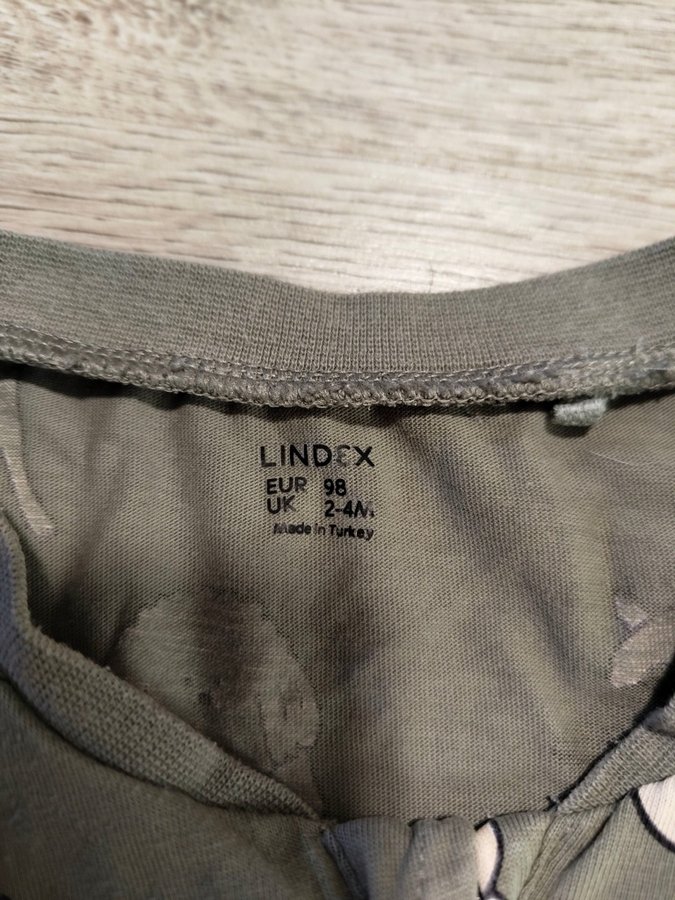 LINDEX
EUR 98
UK 2-4M
Made in Turkey